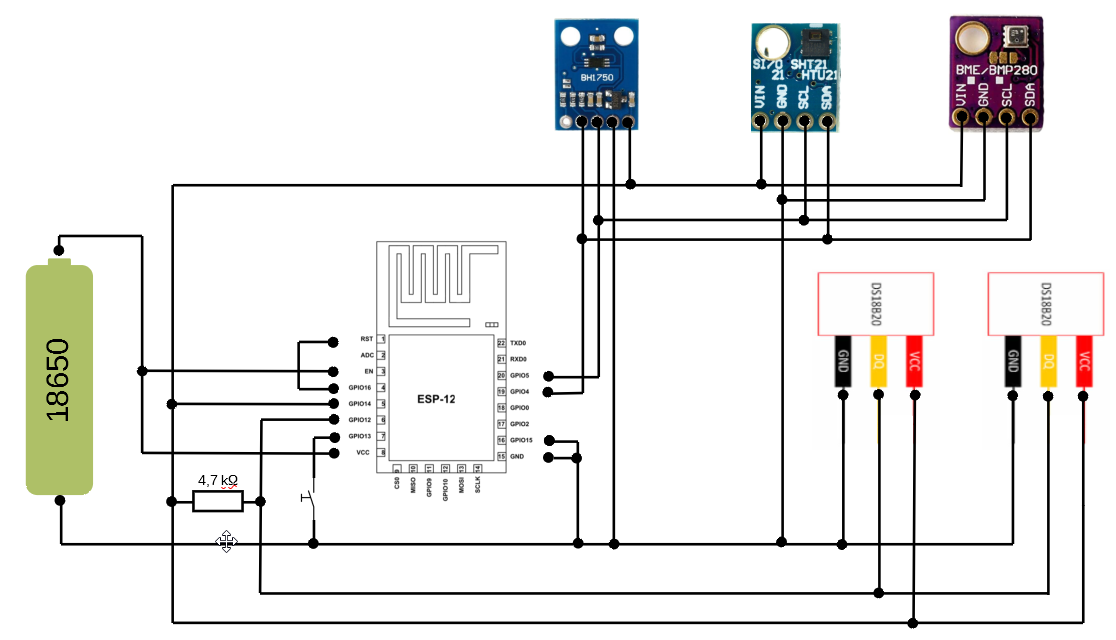 BH1750
SI70
21
SHT21
HTU21
VIN
GND
SCL
SDA
BME/BMP280
VIN
GND
SCL
SDA
18650
ESP-12
RST 1
ADC 2
EN 3
GPIO16 4
GPIO14 5
GPIO12 6
GPIO13 7
VCC 8
22 TXD0
21 RXD0
20 GPIO5
19 GPIO4
18 GPIO0
17 GPIO2
16 GPIO15
15 GND
9 CS0
10 MISO
11 GPIO9
12 GPIO10
13 MOSI
14 SCLK
4,7 kΩ
DS18B20
GND
DQ
VCC
DS18B20
GND
DQ
VCC